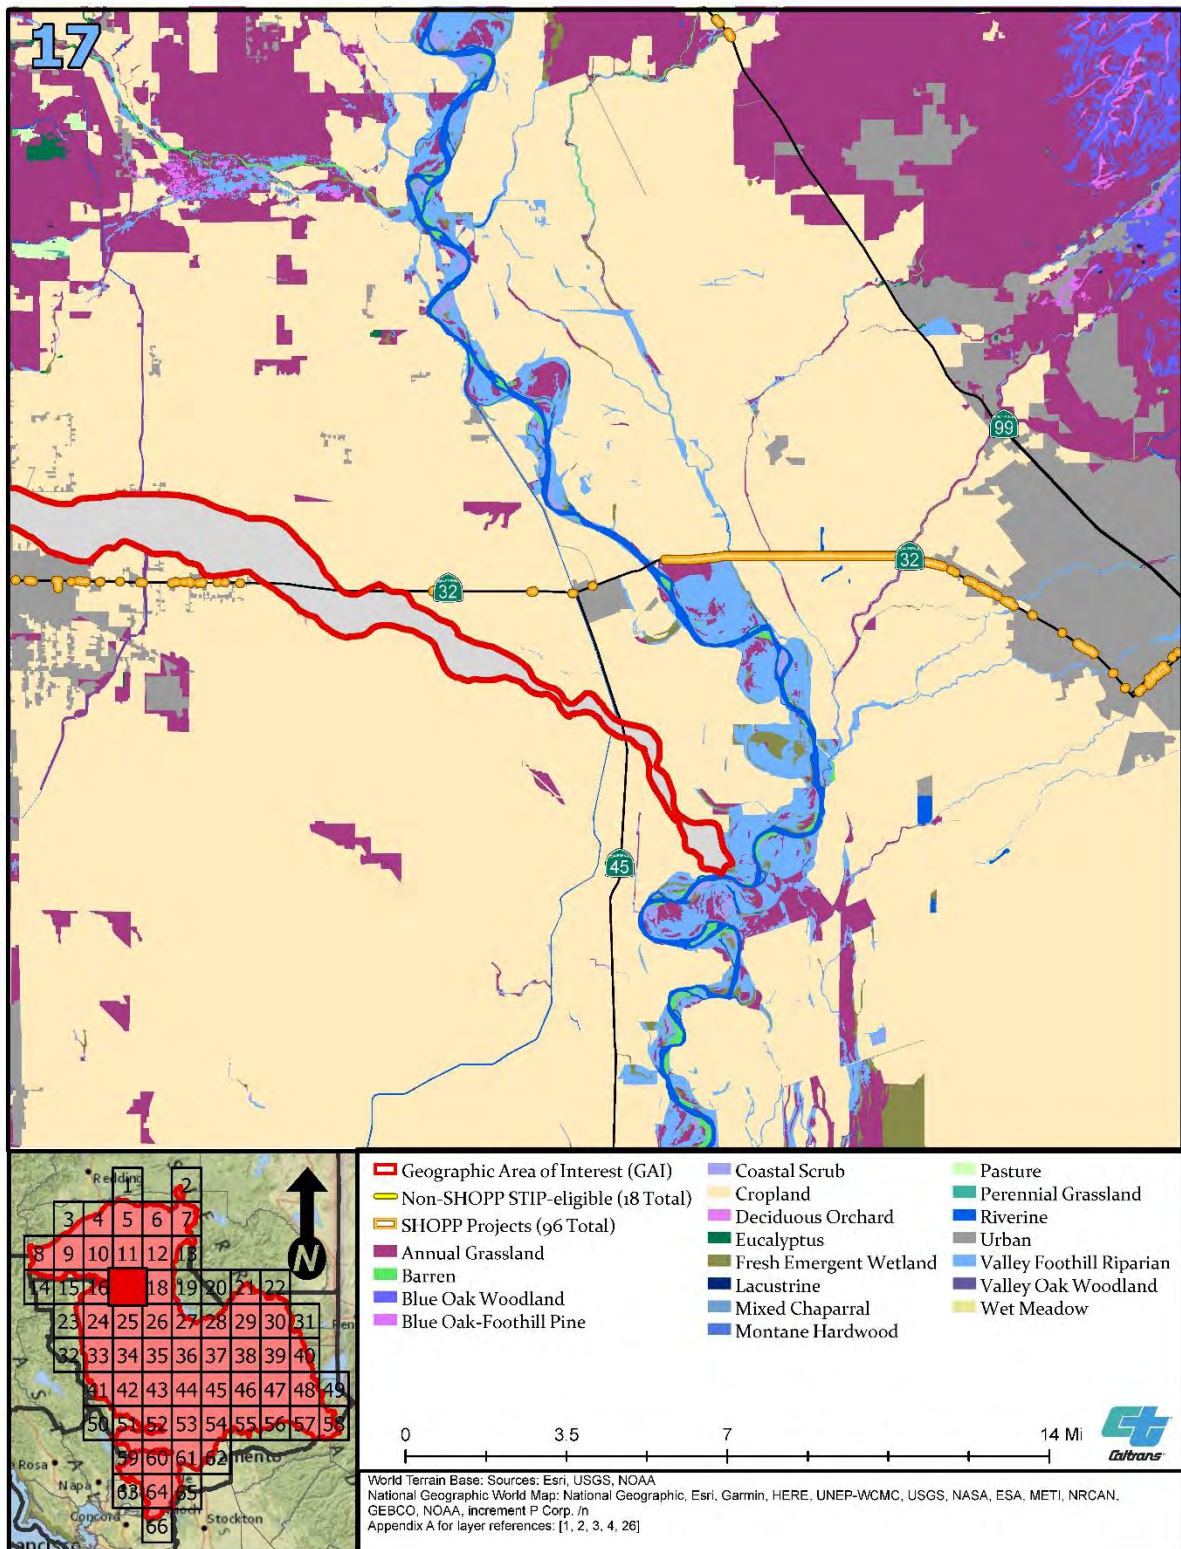 17
99
32
32
45
Redding
1 2
3 4 5 6 7
8 9 10 11 12 13
14 15 16 18 19 20 21 22
23 24 25 26 27 28 29 30 31
32 33 34 35 36 37 38 39 40
41 42 43 44 45 46 47 48 49
50 51 52 53 54 55 56 57 58
59 60 61 62
63 64 65
66
Napa
Concord
Stockton
N
Geographic Area of Interest (GAI)
Non-SHOPP STIP-eligible (18 Total)
SHOPP Projects (96 Total)
Annual Grassland
Barren
Blue Oak Woodland
Blue Oak-Foothill Pine
Coastal Scrub
Cropland
Deciduous Orchard
Eucalyptus
Fresh Emergent Wetland
Lacustrine
Mixed Chaparral
Montane Hardwood
Pasture
Perennial Grassland
Riverine
Urban
Valley Foothill Riparian
Valley Oak Woodland
Wet Meadow
0 3.5 7 14 Mi
ct
Caltrans
World Terrain Base: Sources: Esri, USGS, NOAA
National Geographic World Map: National Geographic, Esri, Garmin, HERE, UNEP-WCMC, USGS, NASA, ESA, METI, NRCAN,
GEBCO, NOAA, increment P Corp. /n
Appendix A for layer references: [1, 2, 3, 4, 26]